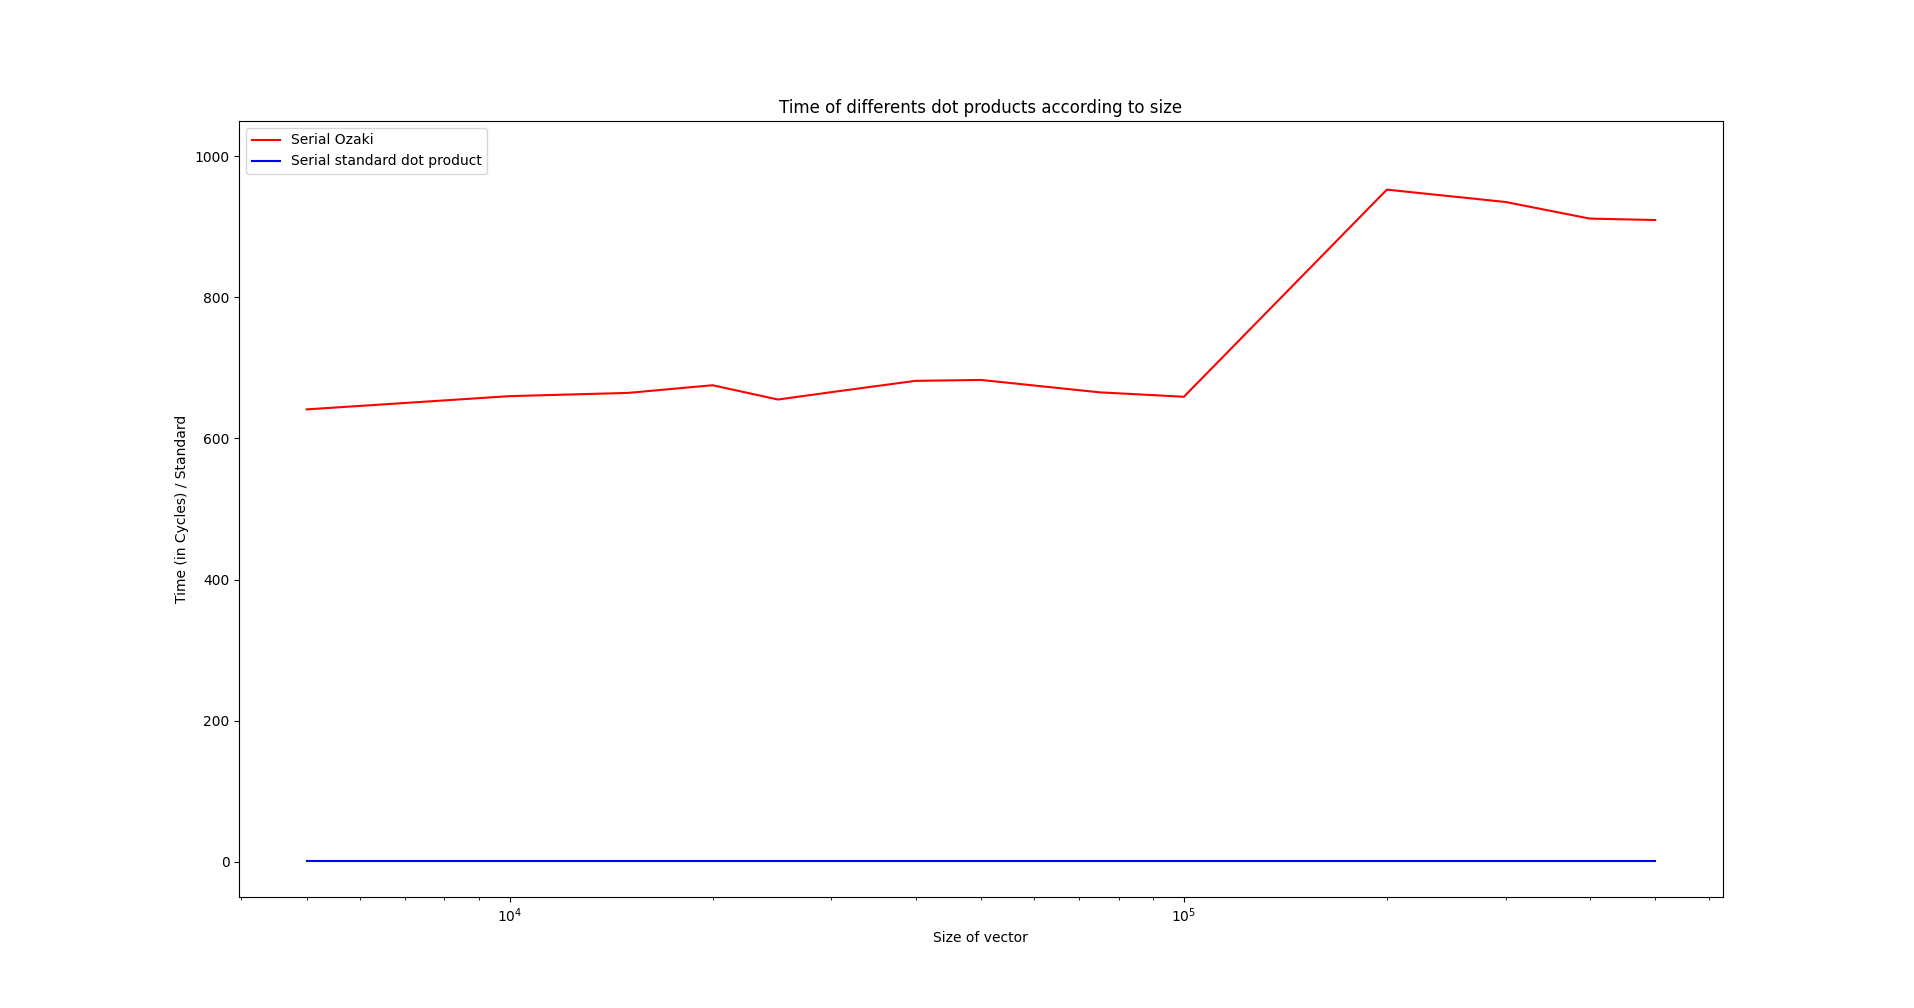 Time of differents dot products according to size
Serial Ozaki
Serial standard dot product
1000
800
600
400
200
0
Time (in Cycles) / Standard
10⁴
10⁵
Size of vector